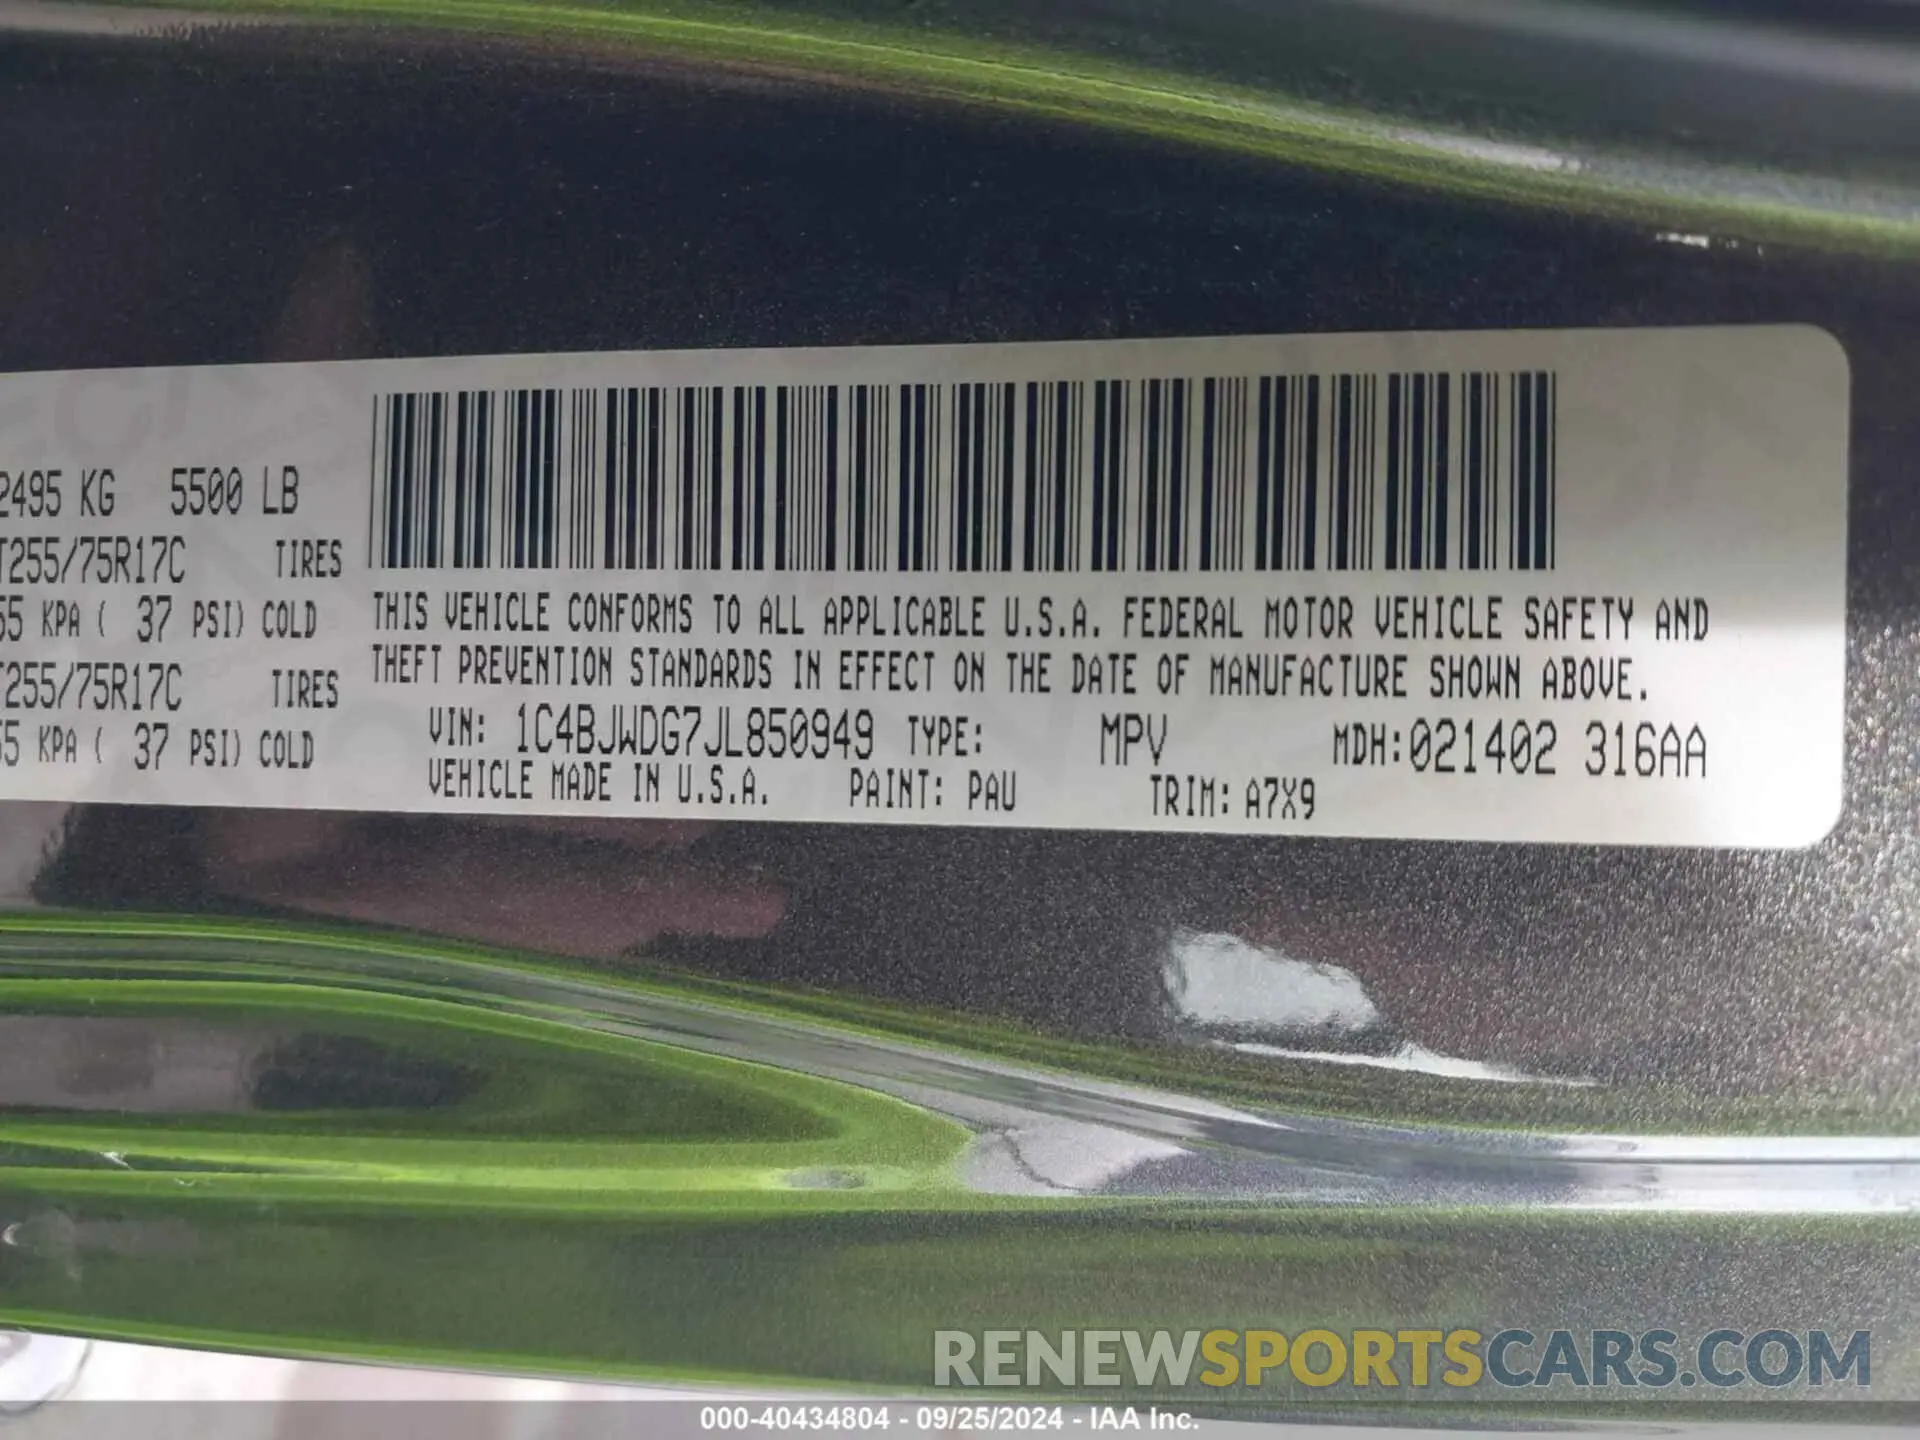 2495 KG 5500 LB
T255/75R17C TIRES
55 KPA ( 37 PSI) COLD
T255/75R17C TIRES
55 KPA ( 37 PSI) COLD
THIS VEHICLE CONFORMS TO ALL APPLICABLE U.S.A. FEDERAL MOTOR VEHICLE SAFETY AND
THEFT PREVENTION STANDARDS IN EFFECT ON THE DATE OF MANUFACTURE SHOWN ABOVE.
VIN: 1C4BJWDG7JL850949 TYPE: MPV MDH:021402 316AA
VEHICLE MADE IN U.S.A. PAINT: PAU TRIM: A7X9
RENEWSPORTSCARS.COM
000-40434804 - 09/25/2024 - IAA Inc.